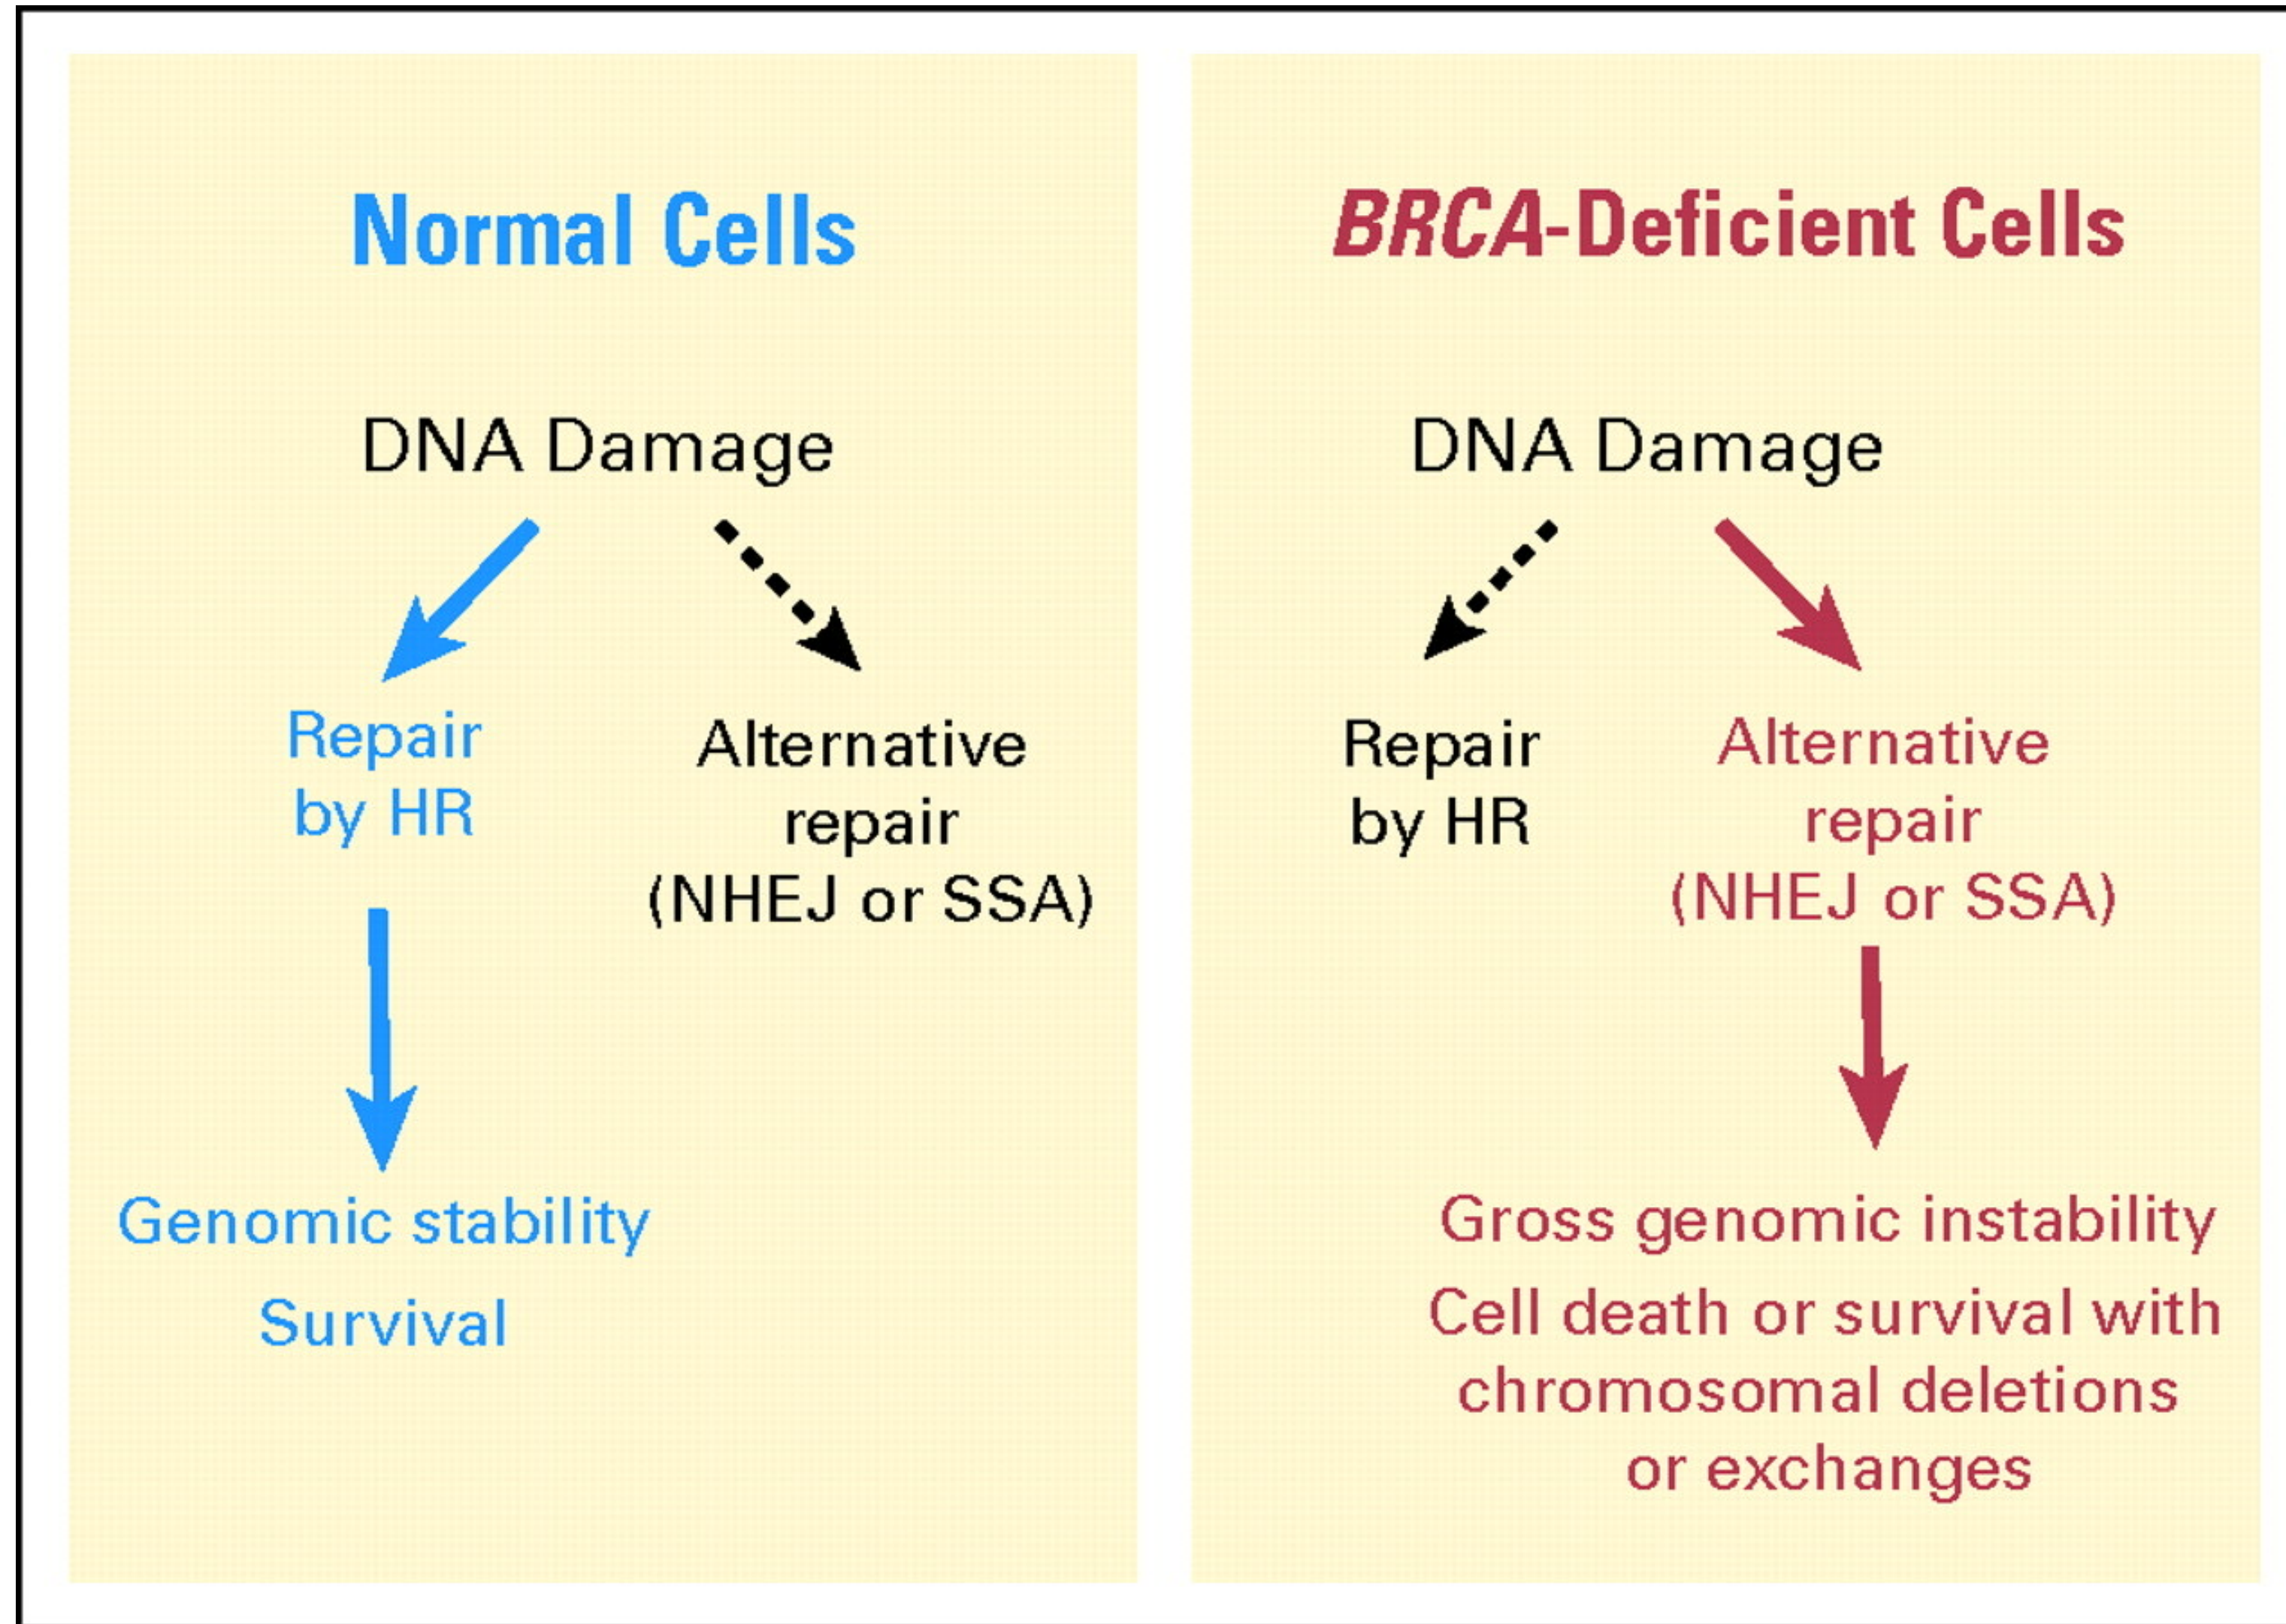 Normal Cells
DNA Damage
Repair
by HR
Alternative
repair
(NHEJ or SSA)
Genomic stability
Survival
BRCA-Deficient Cells
DNA Damage
Repair
by HR
Alternative
repair
(NHEJ or SSA)
Gross genomic instability
Cell death or survival with
chromosomal deletions
or exchanges